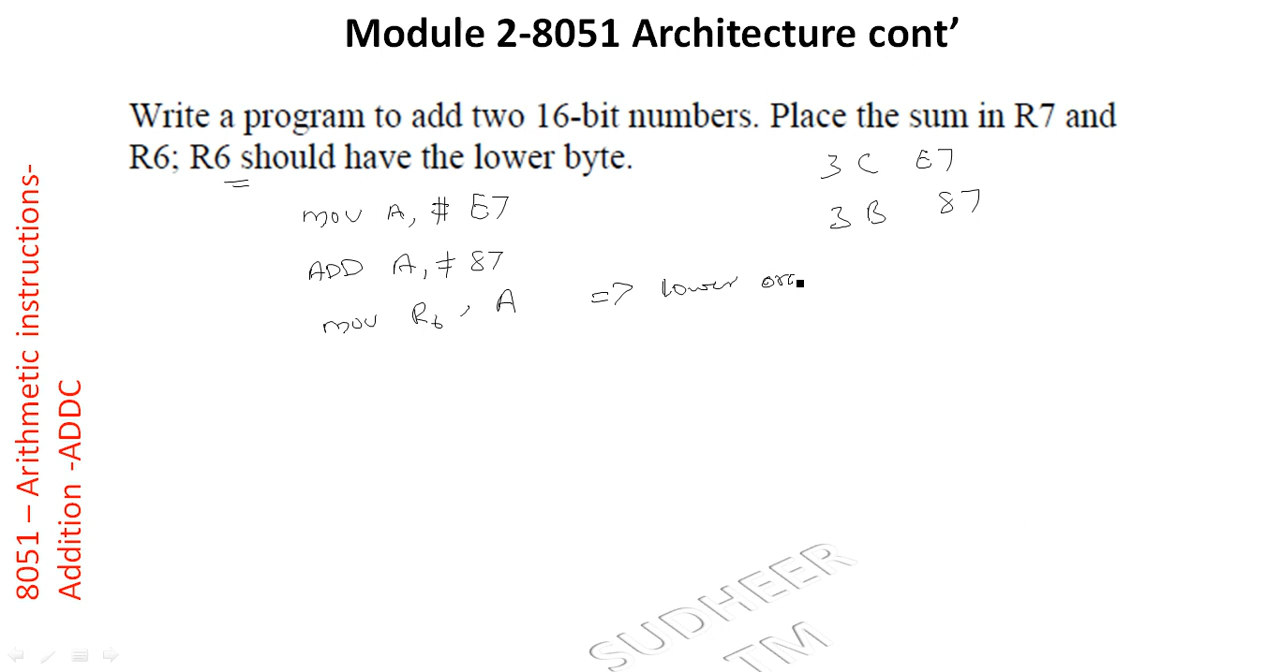 Module 2-8051 Architecture cont’
Write a program to add two 16-bit numbers. Place the sum in R7 and
R6; R6 should have the lower byte.
3C E7
3B 87
mov A, # E7
ADD A, # 87
mov R6, A => lower ord
8051 – Arithmetic instructions-
Addition -ADDC
SUDHEER
TM